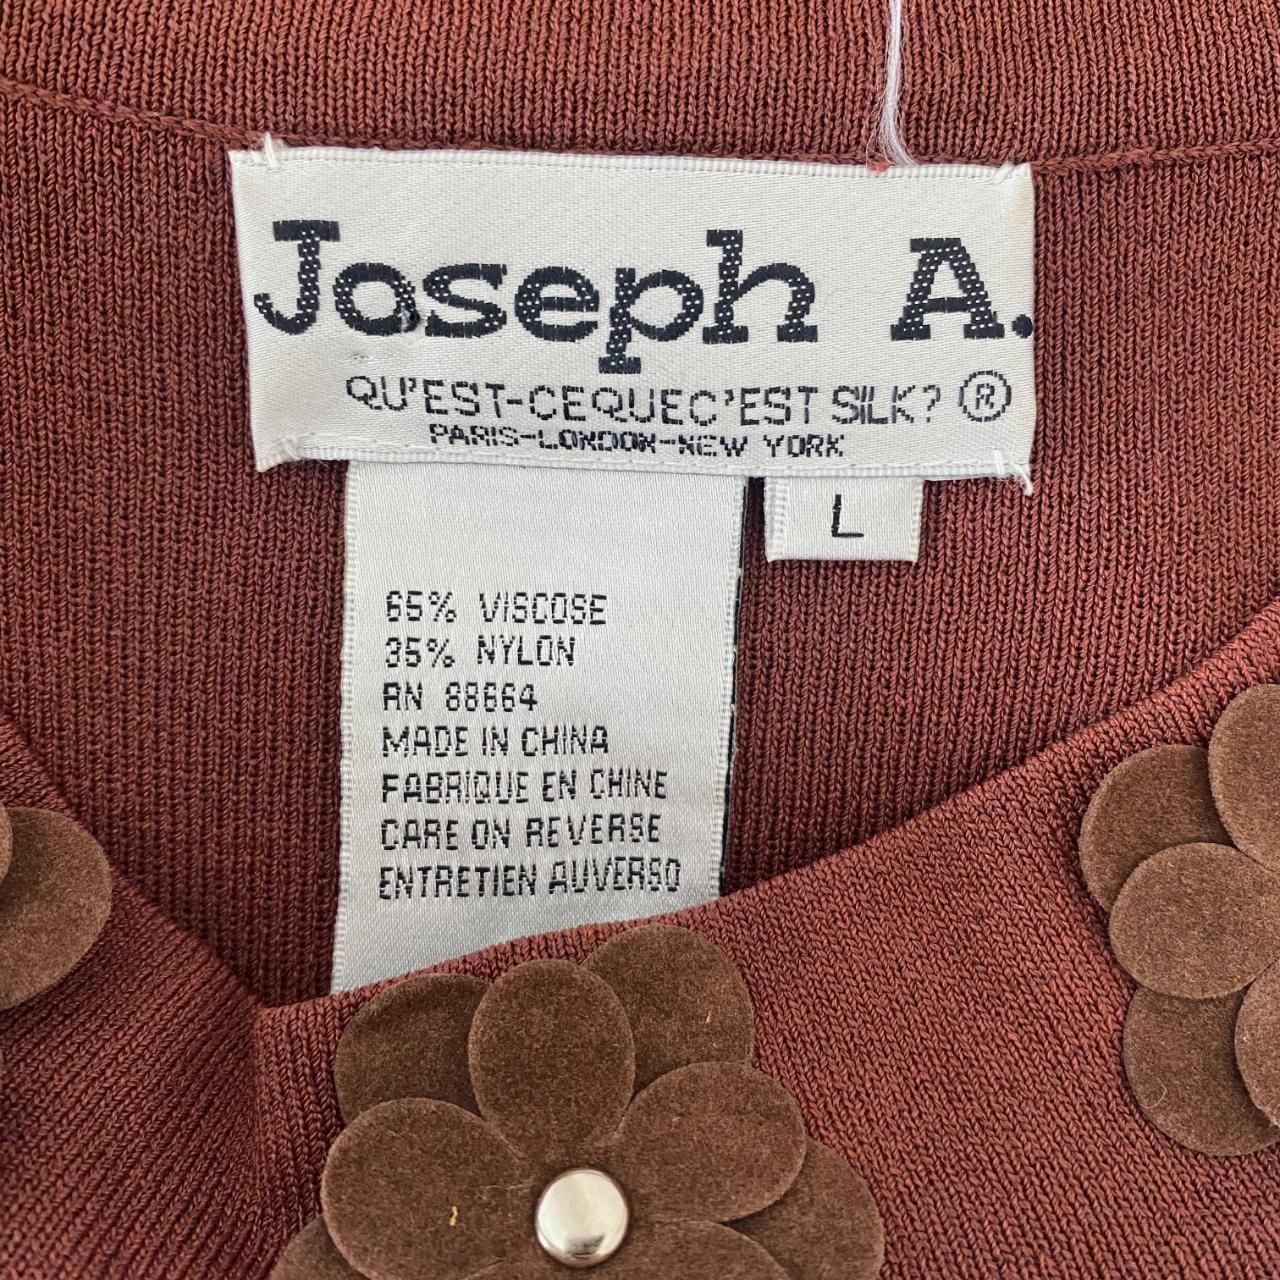 Joseph A.
QU'EST-CEQUEC'EST SILK? ®
PARIS-LONDON-NEW YORK
L
65% VISCOSE
35% NYLON
RN 88864
MADE IN CHINA
FABRIQUE EN CHINE
CARE ON REVERSE
ENTRETIEN AUVERSO